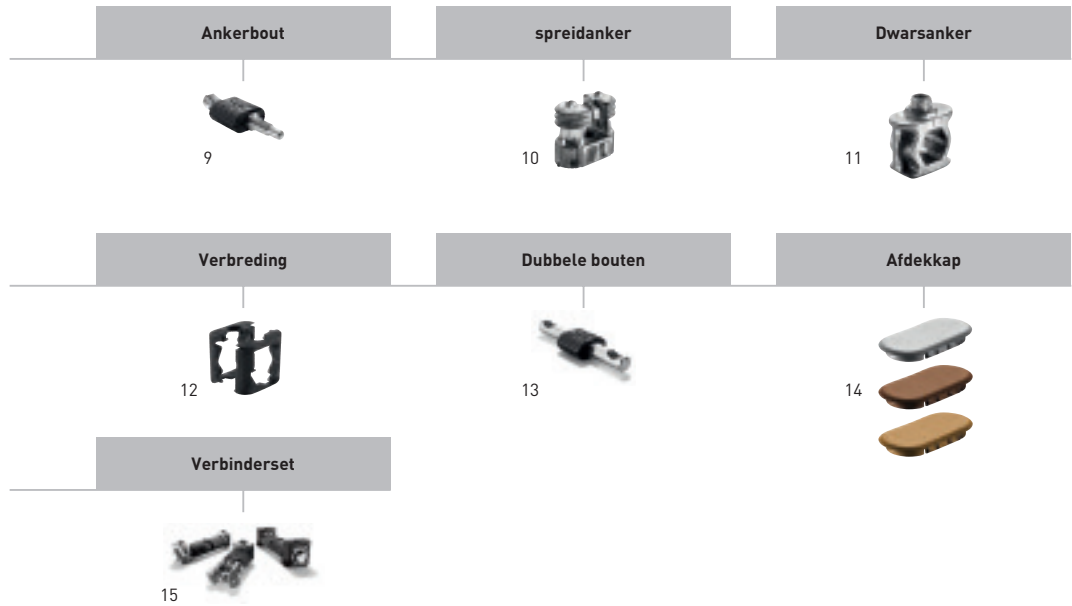 Ankerbout
spreidanker
Dwarsanker
9
10
11
Verbreding
Dubbele bouten
Afdekkap
12
13
14
Verbinderset
15